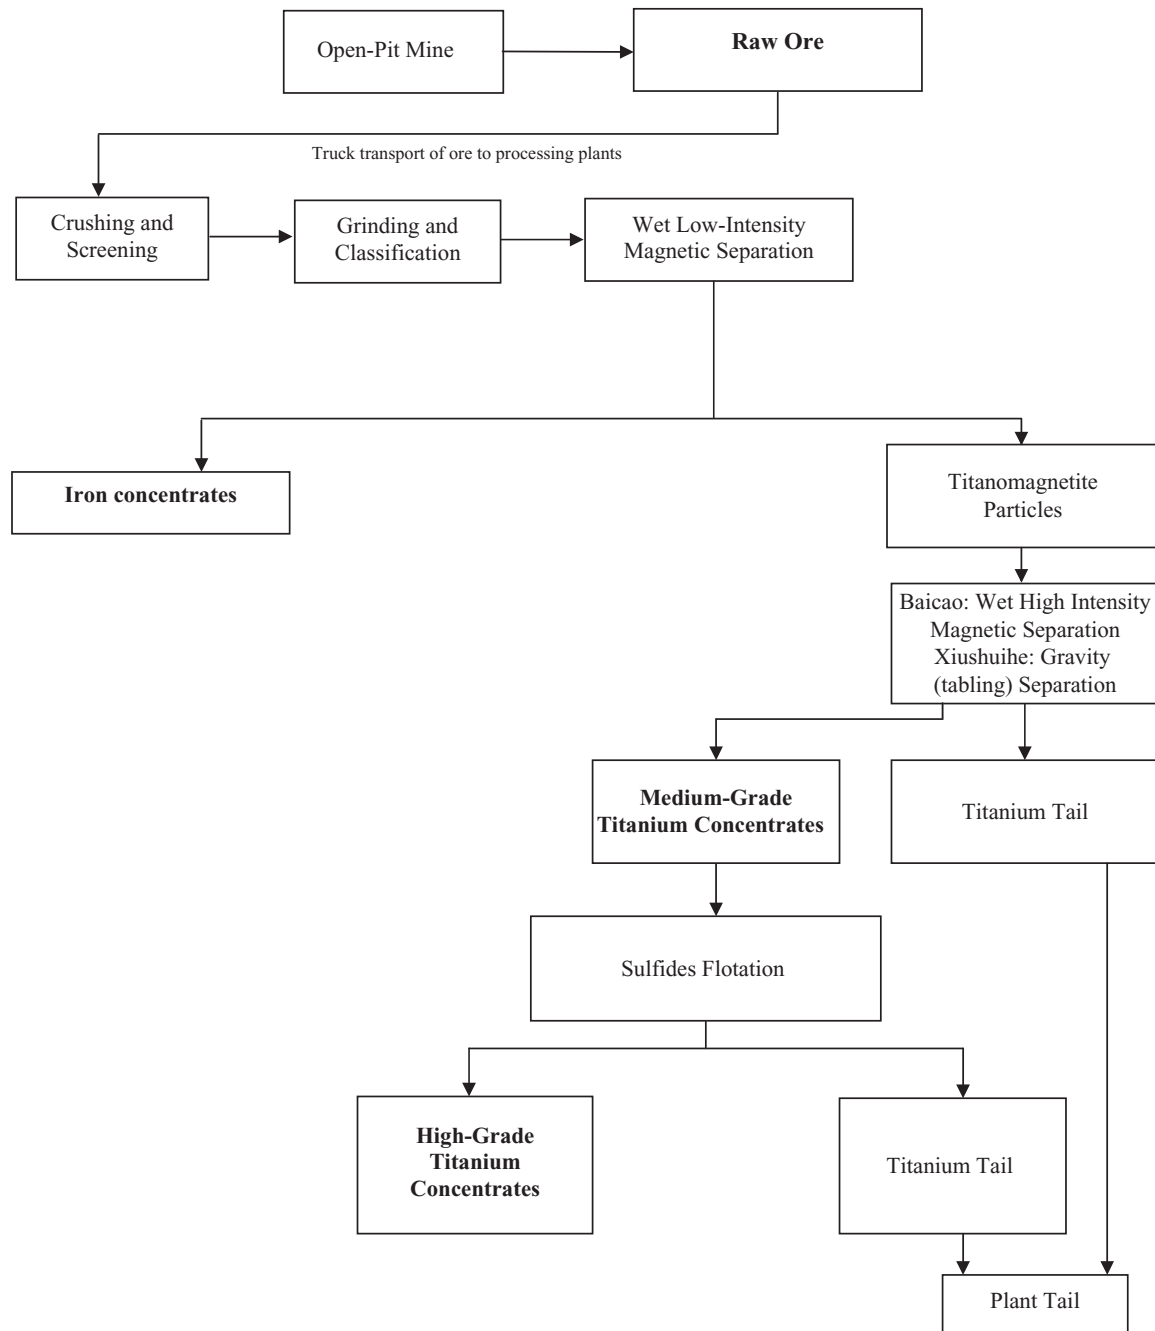 Open-Pit Mine
Raw Ore
Truck transport of ore to processing plants
Crushing and
Screening
Grinding and
Classification
Wet Low-Intensity
Magnetic Separation
Iron concentrates
Titanomagnetite
Particles
Baicao: Wet High Intensity
Magnetic Separation
Xiushuihe: Gravity
(tabling) Separation
Medium-Grade
Titanium Concentrates
Titanium Tail
Sulfides Flotation
High-Grade
Titanium
Concentrates
Titanium Tail
Plant Tail